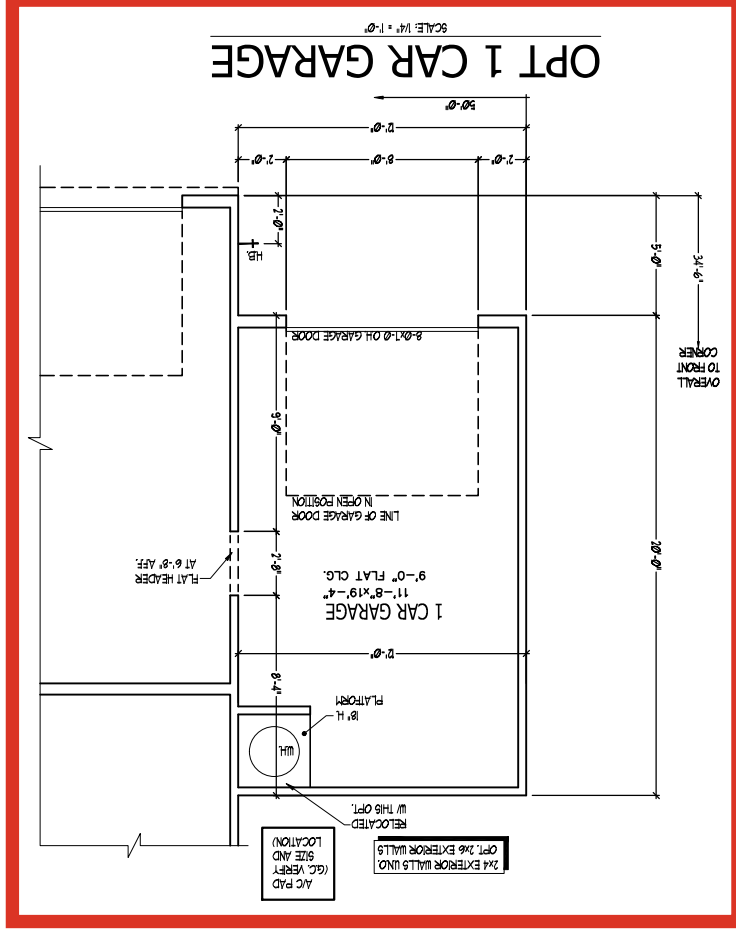 2x4 EXTERIOR WALLS U.N.O.
OPT. 2x6 EXTERIOR WALLS
A/C PAD
(G.C. VERIFY
SIZE AND
LOCATION)
RELOCATED
W/ THIS OPT.
W.H.
18" H.
PLATFORM
8'-4"
12'-0"
1 CAR GARAGE
11'-8"x19'-4"
9'-0" FLAT CLG.
20'-0"
2'-8"
FLAT HEADER
AT 6'-8" A.F.F.
LINE OF GARAGE DOOR
IN OPEN POSITION
9'-0"
OVERALL
TO FRONT
CORNER
34'-6"
8-0x7-0 OH GARAGE DOOR
5'-0"
H.B.
2'-0"
2'-0"
8'-0"
2'-0"
12'-0"
50'-0"
OPT 1 CAR GARAGE
SCALE: 1/4" = 1'-0"